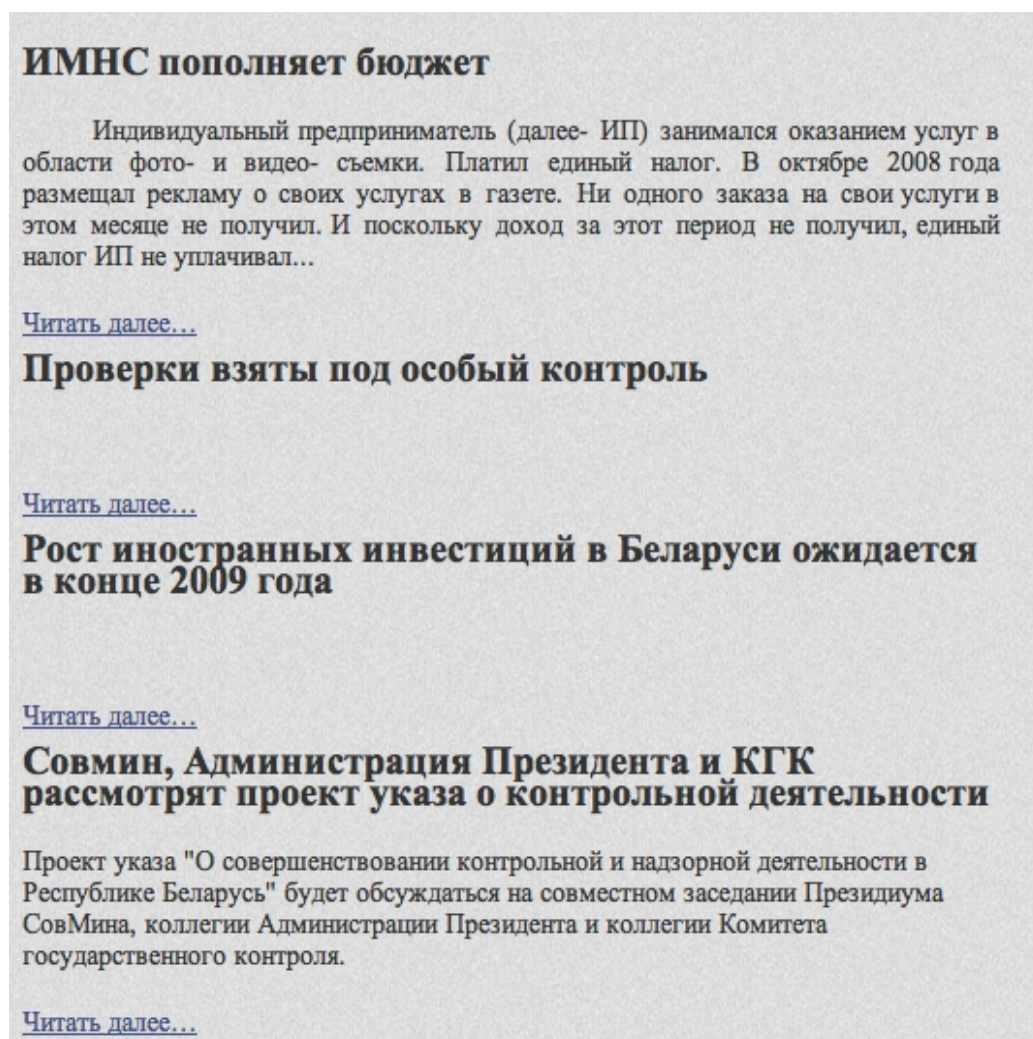 ИМНС пополняет бюджет
Индивидуальный предприниматель (далее- ИП) занимался оказанием услуг в
области фото- и видео- съемки. Платил единый налог. В октябре 2008 года
размещал рекламу о своих услугах в газете. Ни одного заказа на свои услуги в
этом месяце не получил. И поскольку доход за этот период не получил, единый
налог ИП не уплачивал...
Читать далее...
Проверки взяты под особый контроль
Читать далее...
Рост иностранных инвестиций в Беларуси ожидается
в конце 2009 года
Читать далее...
Совмин, Администрация Президента и КГК
рассмотрят проект указа о контрольной деятельности
Проект указа "О совершенствовании контрольной и надзорной деятельности в
Республике Беларусь" будет обсуждаться на совместном заседании Президиума
СовМина, коллегии Администрации Президента и коллегии Комитета
государственного контроля.
Читать далее...